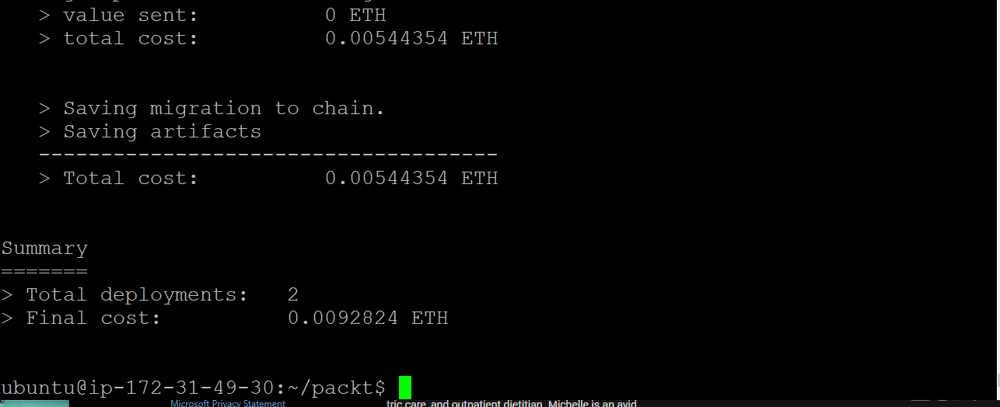 > value sent:          0 ETH
> total cost:          0.00544354 ETH
> Saving migration to chain.
> Saving artifacts
-------------------------------------
> Total cost:          0.00544354 ETH
Summary
=======
> Total deployments:   2
> Final cost:          0.0092824 ETH
ubuntu@ip-172-31-49-30:~/packt$
Microsoft Privacy Statement
tric care, and outpatient dietitian. Michelle is an avid